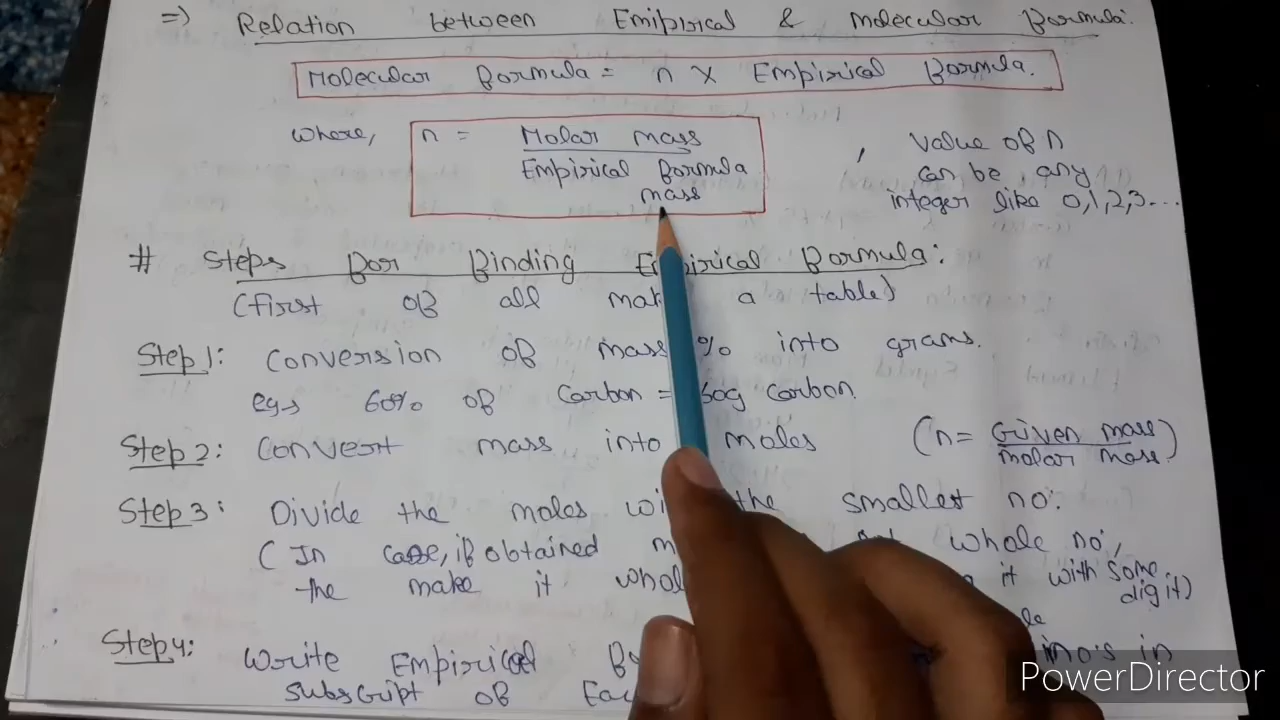 => Relation between Emipirical & Molecular Formula:
Molecular Formula = n X Empirical Formula.
where, n = Molar mass
Empirical Formula
mass
, value of n
can be any
integer like 0,1,2,3...
# Steps For Finding Empirical Formula:
(First of all a table)
Step 1: Conversion of mass % into grams.
eg:- 60% of Carbon = 60g Carbon.
Step 2: Convert mass into moles (n = Given mass
molar mass)
Step 3: Divide the moles the smallest no:
(In case, if obtained whole no:,
the make it it with some
digit)
Step 4: Write Empirical no:s in
subscript of
PowerDirector